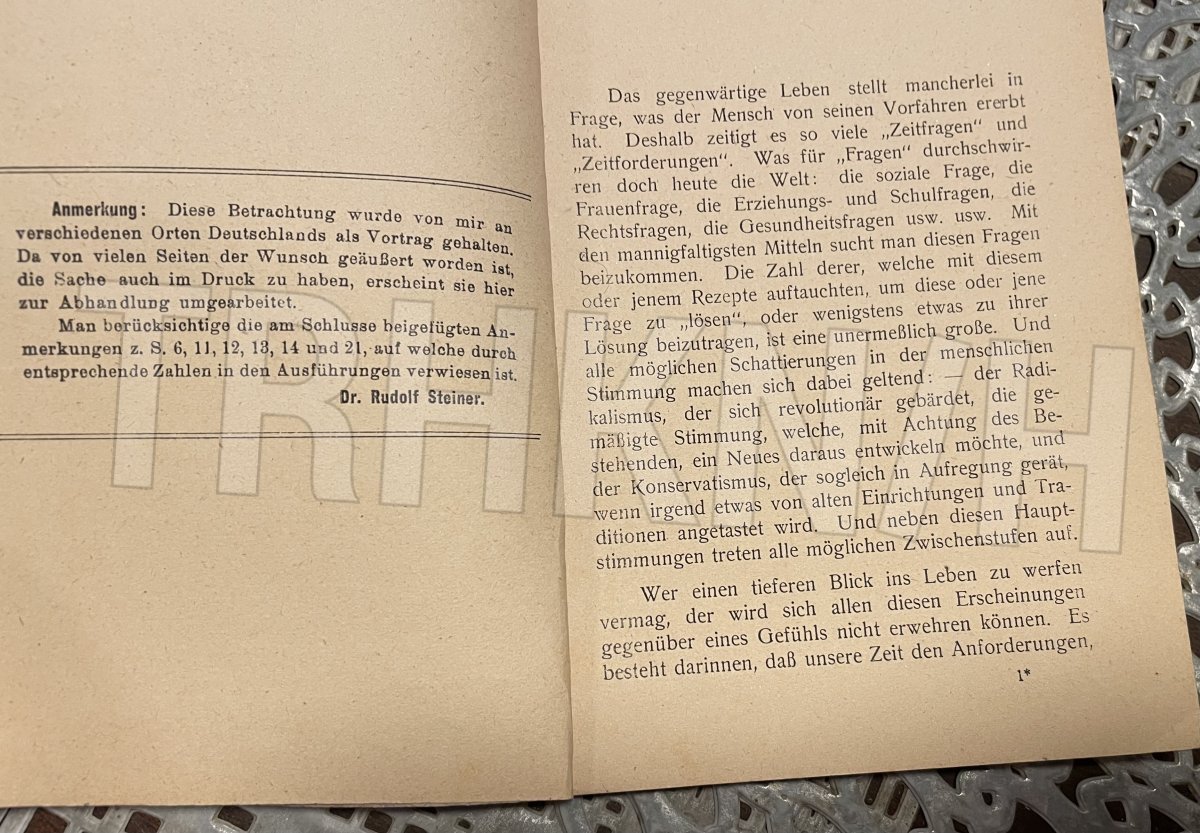 Anmerkung: Diese Betrachtung wurde von mir an
verschiedenen Orten Deutschlands als Vortrag gehalten.
Da von vielen Seiten der Wunsch geäußert worden ist,
die Sache auch im Druck zu haben, erscheint sie hier
zur Abhandlung umgearbeitet.
Man berücksichtige die am Schlusse beigefügten An-
merkungen z. S. 6, 11, 12, 13, 14 und 21, auf welche durch
entsprechende Zahlen in den Ausführungen verwiesen ist.
Dr. Rudolf Steiner.
Das gegenwärtige Leben stellt mancherlei in
Frage, was der Mensch von seinen Vorfahren ererbt
hat. Deshalb zeitigt es so viele „Zeitfragen“ und
„Zeitforderungen“. Was für „Fragen“ durchschwir-
ren doch heute die Welt: die soziale Frage, die
Frauenfrage, die Erziehungs- und Schulfragen, die
Rechtsfragen, die Gesundheitsfragen usw. usw. Mit
den mannigfaltigsten Mitteln sucht man diesen Fragen
beizukommen. Die Zahl derer, welche mit diesem
oder jenem Rezepte auftauchten, um diese oder jene
Frage zu „lösen“, oder wenigstens etwas zu ihrer
Lösung beizutragen, ist eine unermeßlich große. Und
alle möglichen Schattierungen in der menschlichen
Stimmung machen sich dabei geltend: — der Radi-
kalismus, der sich revolutionär gebärdet, die ge-
mäßigte Stimmung, welche, mit Achtung des Be-
stehenden, ein Neues daraus entwickeln möchte, und
der Konservatismus, der sogleich in Aufregung gerät,
wenn irgend etwas von alten Einrichtungen und Tra-
ditionen angetastet wird. Und neben diesen Haupt-
stimmungen treten alle möglichen Zwischenstufen auf.
Wer einen tieferen Blick ins Leben zu werfen
vermag, der wird sich allen diesen Erscheinungen
gegenüber eines Gefühls nicht erwehren können. Es
besteht darinnen, daß unsere Zeit den Anforderungen,
1*